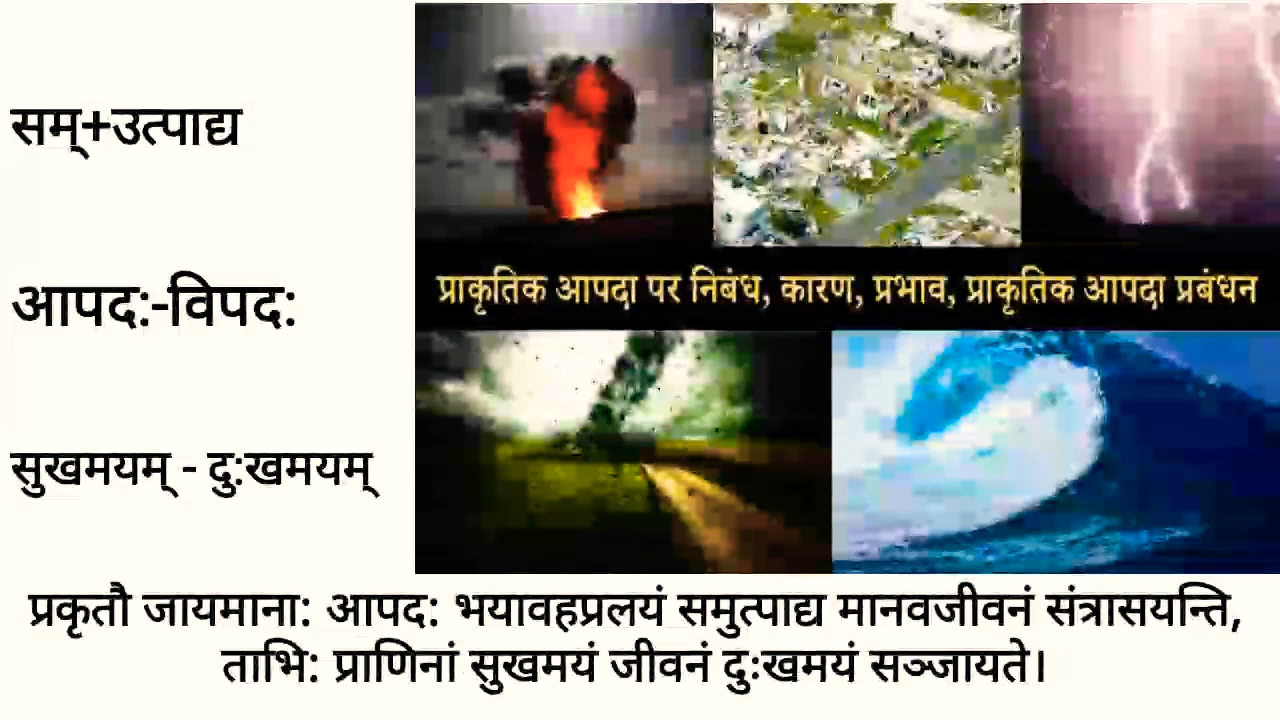 सम्+उत्पाद्य
आपद:-विपद:
सुखमयम् - दु:खमयम्
प्राकृतिक आपदा पर निबंध, कारण, प्रभाव, प्राकृतिक आपदा प्रबंधन
प्रकृतौ जायमाना: आपद: भयावहप्रलयं समुत्पाद्य मानवजीवनं संत्रासयन्ति,
ताभि: प्राणिनां सुखमयं जीवनं दुःखमयं सञ्जायते।